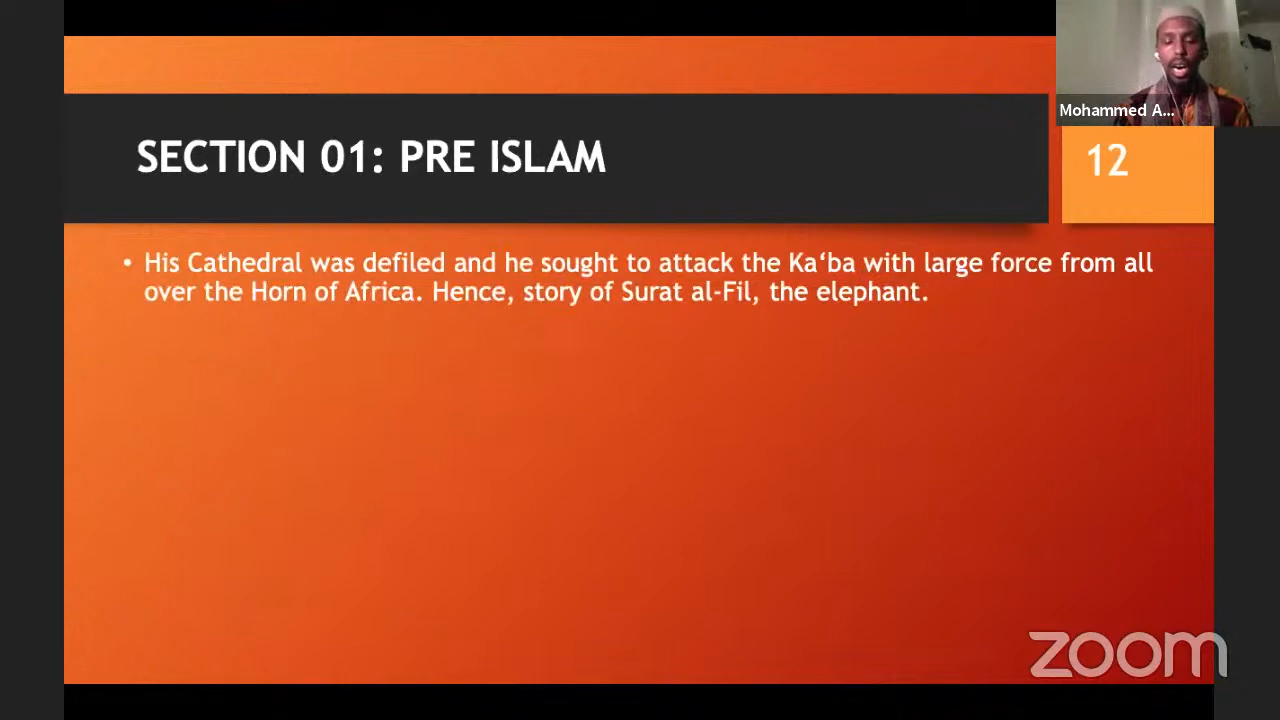 Mohammed A...
SECTION 01: PRE ISLAM
12
• His Cathedral was defiled and he sought to attack the Ka‘ba with large force from all
over the Horn of Africa. Hence, story of Surat al-Fil, the elephant.
zoom